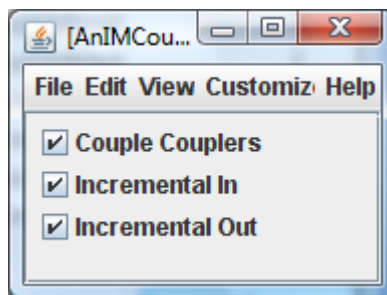 [AnIMCou...
File Edit View Customiz Help
Couple Couplers
Incremental In
Incremental Out